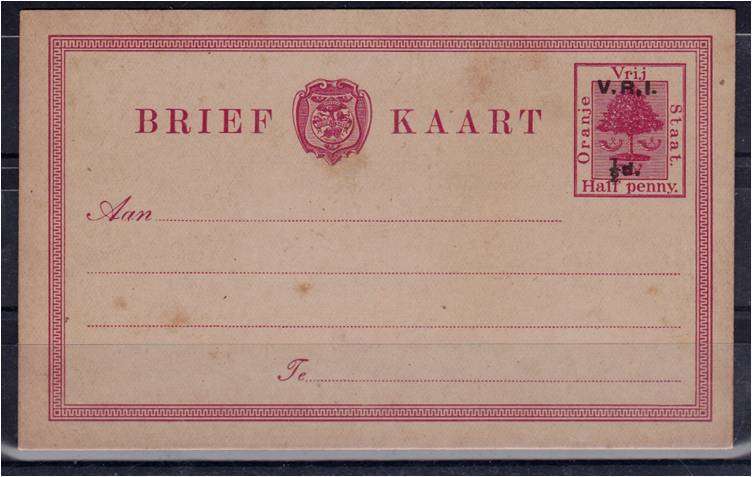 BRIEF KAART
Vrij
V.R.I.
Oranje
Staat.
½d.
Half penny.
Aan
Te